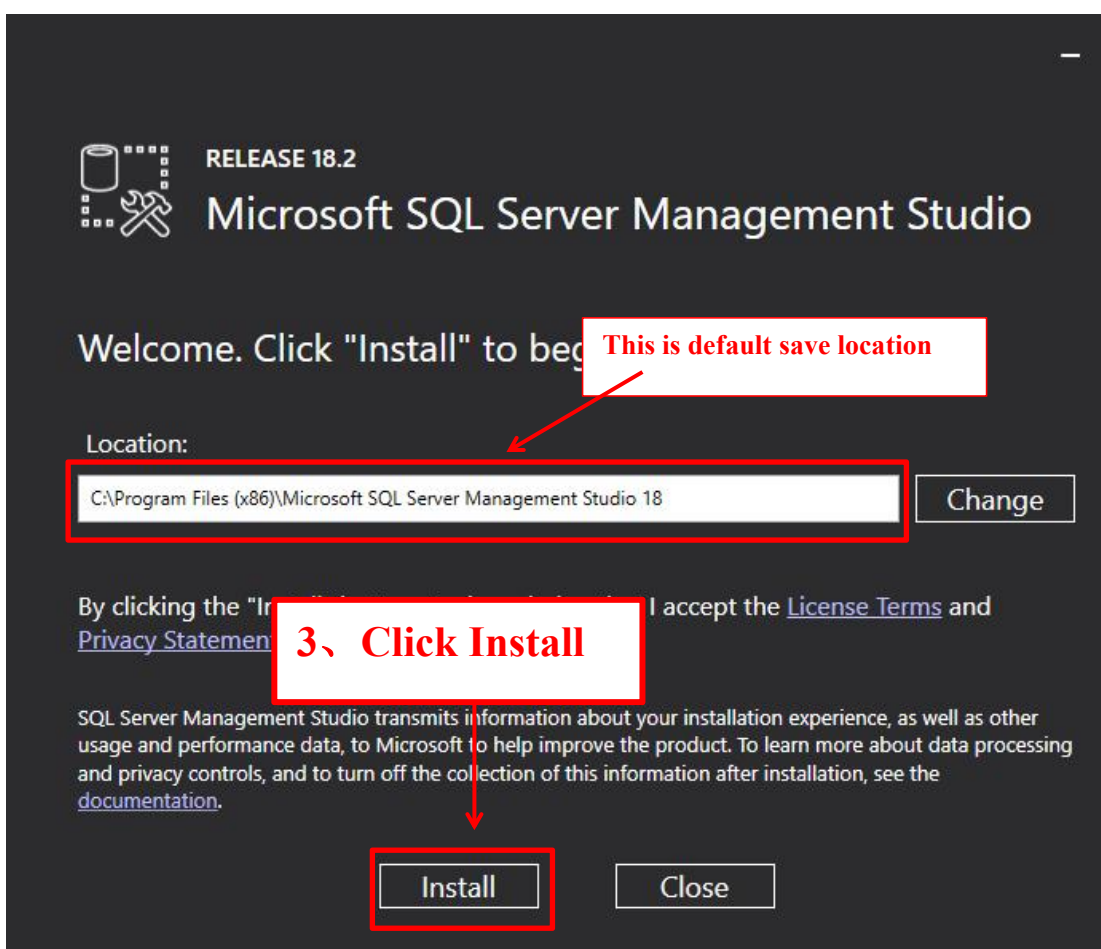 RELEASE 18.2
Microsoft SQL Server Management Studio
Welcome. Click "Install" to beg
This is default save location
Location:
C:\Program Files (x86)\Microsoft SQL Server Management Studio 18
Change
By clicking the "In I accept the License Terms and
Privacy Statemen
3、Click Install
SQL Server Management Studio transmits information about your installation experience, as well as other
usage and performance data, to Microsoft to help improve the product. To learn more about data processing
and privacy controls, and to turn off the collection of this information after installation, see the
documentation.
Install
Close